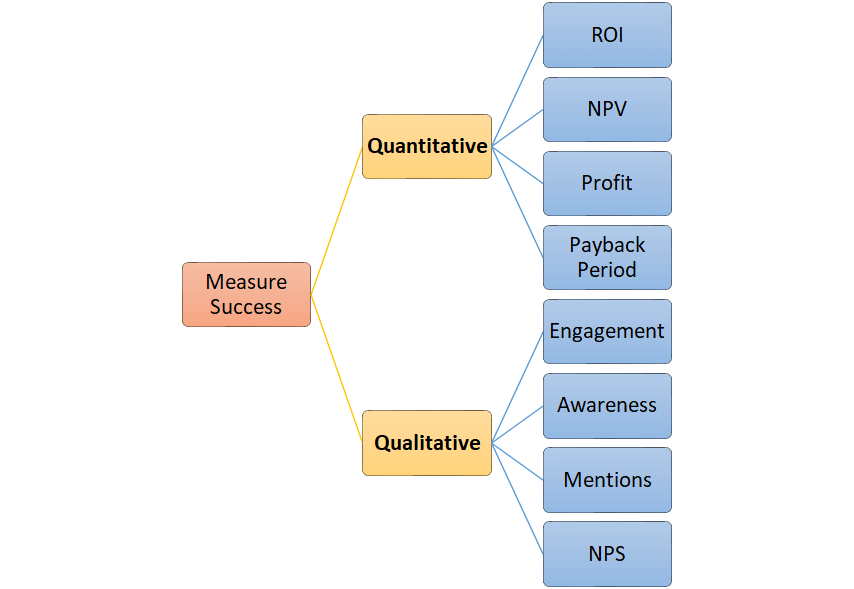 Measure
Success
Quantitative
ROI
NPV
Profit
Payback
Period
Qualitative
Engagement
Awareness
Mentions
NPS